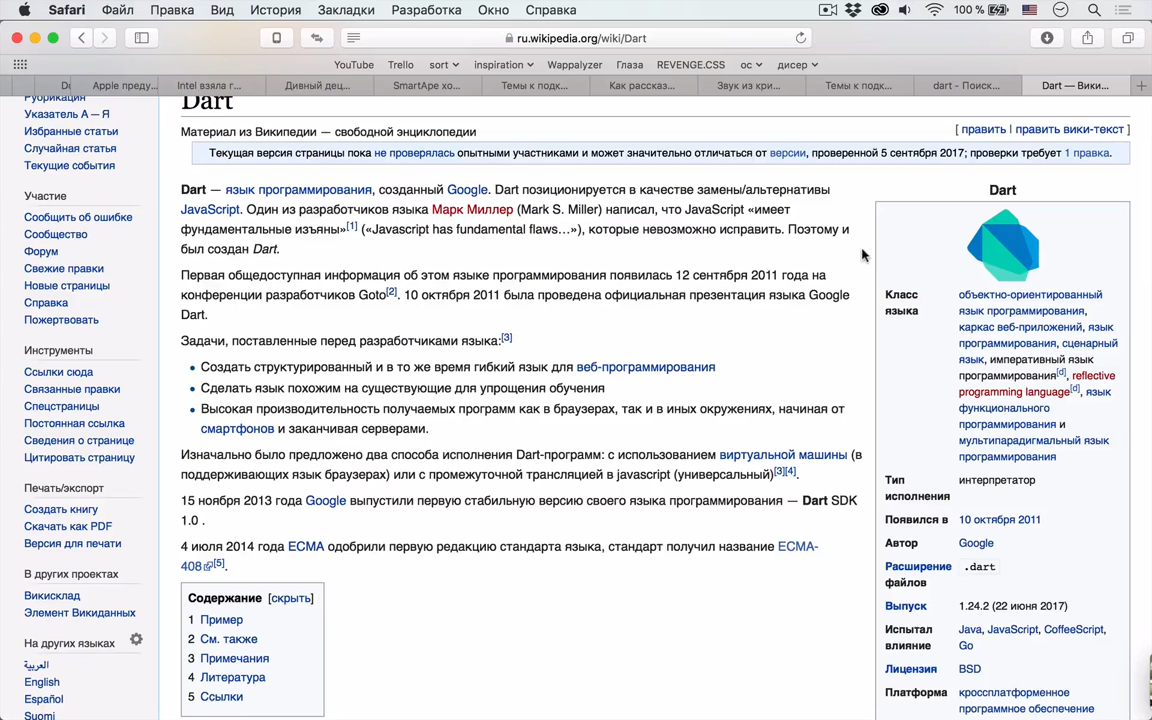 Safari Файл Правка Вид История Закладки Разработка Окно Справка 100 %
ru.wikipedia.org/wiki/Dart
YouTube Trello sort inspiration Wappalyzer Глаза REVENGE.CSS ос дисер
Apple преду... Intel взяла г... Дивный дец... SmartApe хо... Темы к подк... Как рассказ... Звук из кри... Темы к подк... dart - Поиск... Dart — Вики...
Рубрикация
Указатель А — Я
Избранные статьи
Случайная статья
Текущие события
Участие
Сообщить об ошибке
Сообщество
Форум
Свежие правки
Новые страницы
Справка
Пожертвовать
Инструменты
Ссылки сюда
Связанные правки
Спецстраницы
Постоянная ссылка
Сведения о странице
Цитировать страницу
Печать/экспорт
Создать книгу
Скачать как PDF
Версия для печати
В других проектах
Викисклад
Элемент Викиданных
На других языках
العربية
English
Español
Suomi
Dart
Материал из Википедии — свободной энциклопедии
[ править | править вики-текст ]
Текущая версия страницы пока не проверялась опытными участниками и может значительно отличаться от версии, проверенной 5 сентября 2017; проверки требует 1 правка.
Dart — язык программирования, созданный Google. Dart позиционируется в качестве замены/альтернативы
JavaScript. Один из разработчиков языка Марк Миллер (Mark S. Miller) написал, что JavaScript «имеет
фундаментальные изъяны»[1] («Javascript has fundamental flaws...»), которые невозможно исправить. Поэтому и
был создан Dart.
Первая общедоступная информация об этом языке программирования появилась 12 сентября 2011 года на
конференции разработчиков Goto[2]. 10 октября 2011 была проведена официальная презентация языка Google
Dart.
Задачи, поставленные перед разработчиками языка:[3]
• Создать структурированный и в то же время гибкий язык для веб-программирования
• Сделать язык похожим на существующие для упрощения обучения
• Высокая производительность получаемых программ как в браузерах, так и в иных окружениях, начиная от
смартфонов и заканчивая серверами.
Изначально было предложено два способа исполнения Dart-программ: с использованием виртуальной машины (в
поддерживающих язык браузерах) или с промежуточной трансляцией в javascript (универсальный)[3][4].
15 ноября 2013 года Google выпустили первую стабильную версию своего языка программирования — Dart SDK
1.0 .
4 июля 2014 года ECMA одобрили первую редакцию стандарта языка, стандарт получил название ECMA-
408[5].
Содержание [скрыть]
1 Пример
2 См. также
3 Примечания
4 Литература
5 Ссылки
Dart
Класс языка
объектно-ориентированный
язык программирования,
каркас веб-приложений, язык
программирования, сценарный
язык, императивный язык
программирования[d], reflective
programming language[d], язык
функционального
программирования и
мультипарадигмальный язык
программирования
Тип исполнения
интерпретатор
Появился в 10 октября 2011
Автор Google
Расширение файлов
.dart
Выпуск 1.24.2 (22 июня 2017)
Испытал влияние
Java, JavaScript, CoffeeScript,
Go
Лицензия BSD
Платформа кроссплатформенное
программное обеспечение